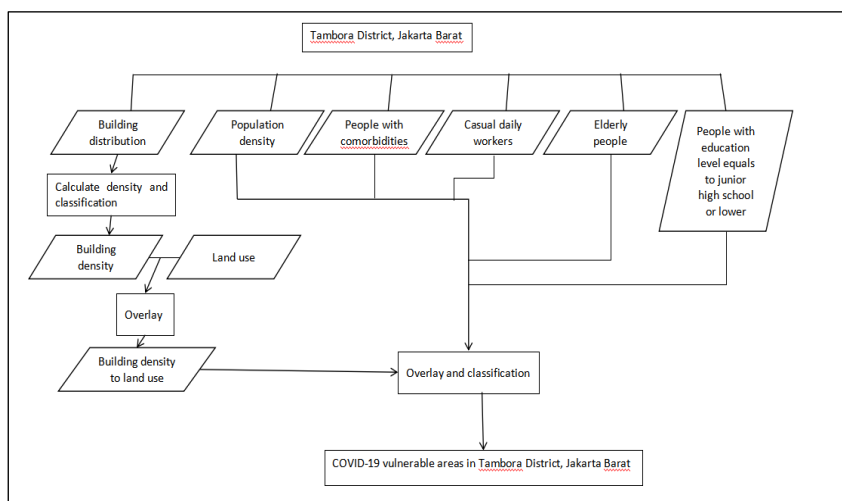 Tambora District, Jakarta Barat
Building
distribution
Population
density
People with
comorbidities
Casual daily
workers
Elderly
people
People with
education
level equals
to junior
high school
or lower
Calculate density and
classification
Building
density
Land use
Overlay
Building density
to land use
Overlay and classification
COVID-19 vulnerable areas in Tambora District, Jakarta Barat